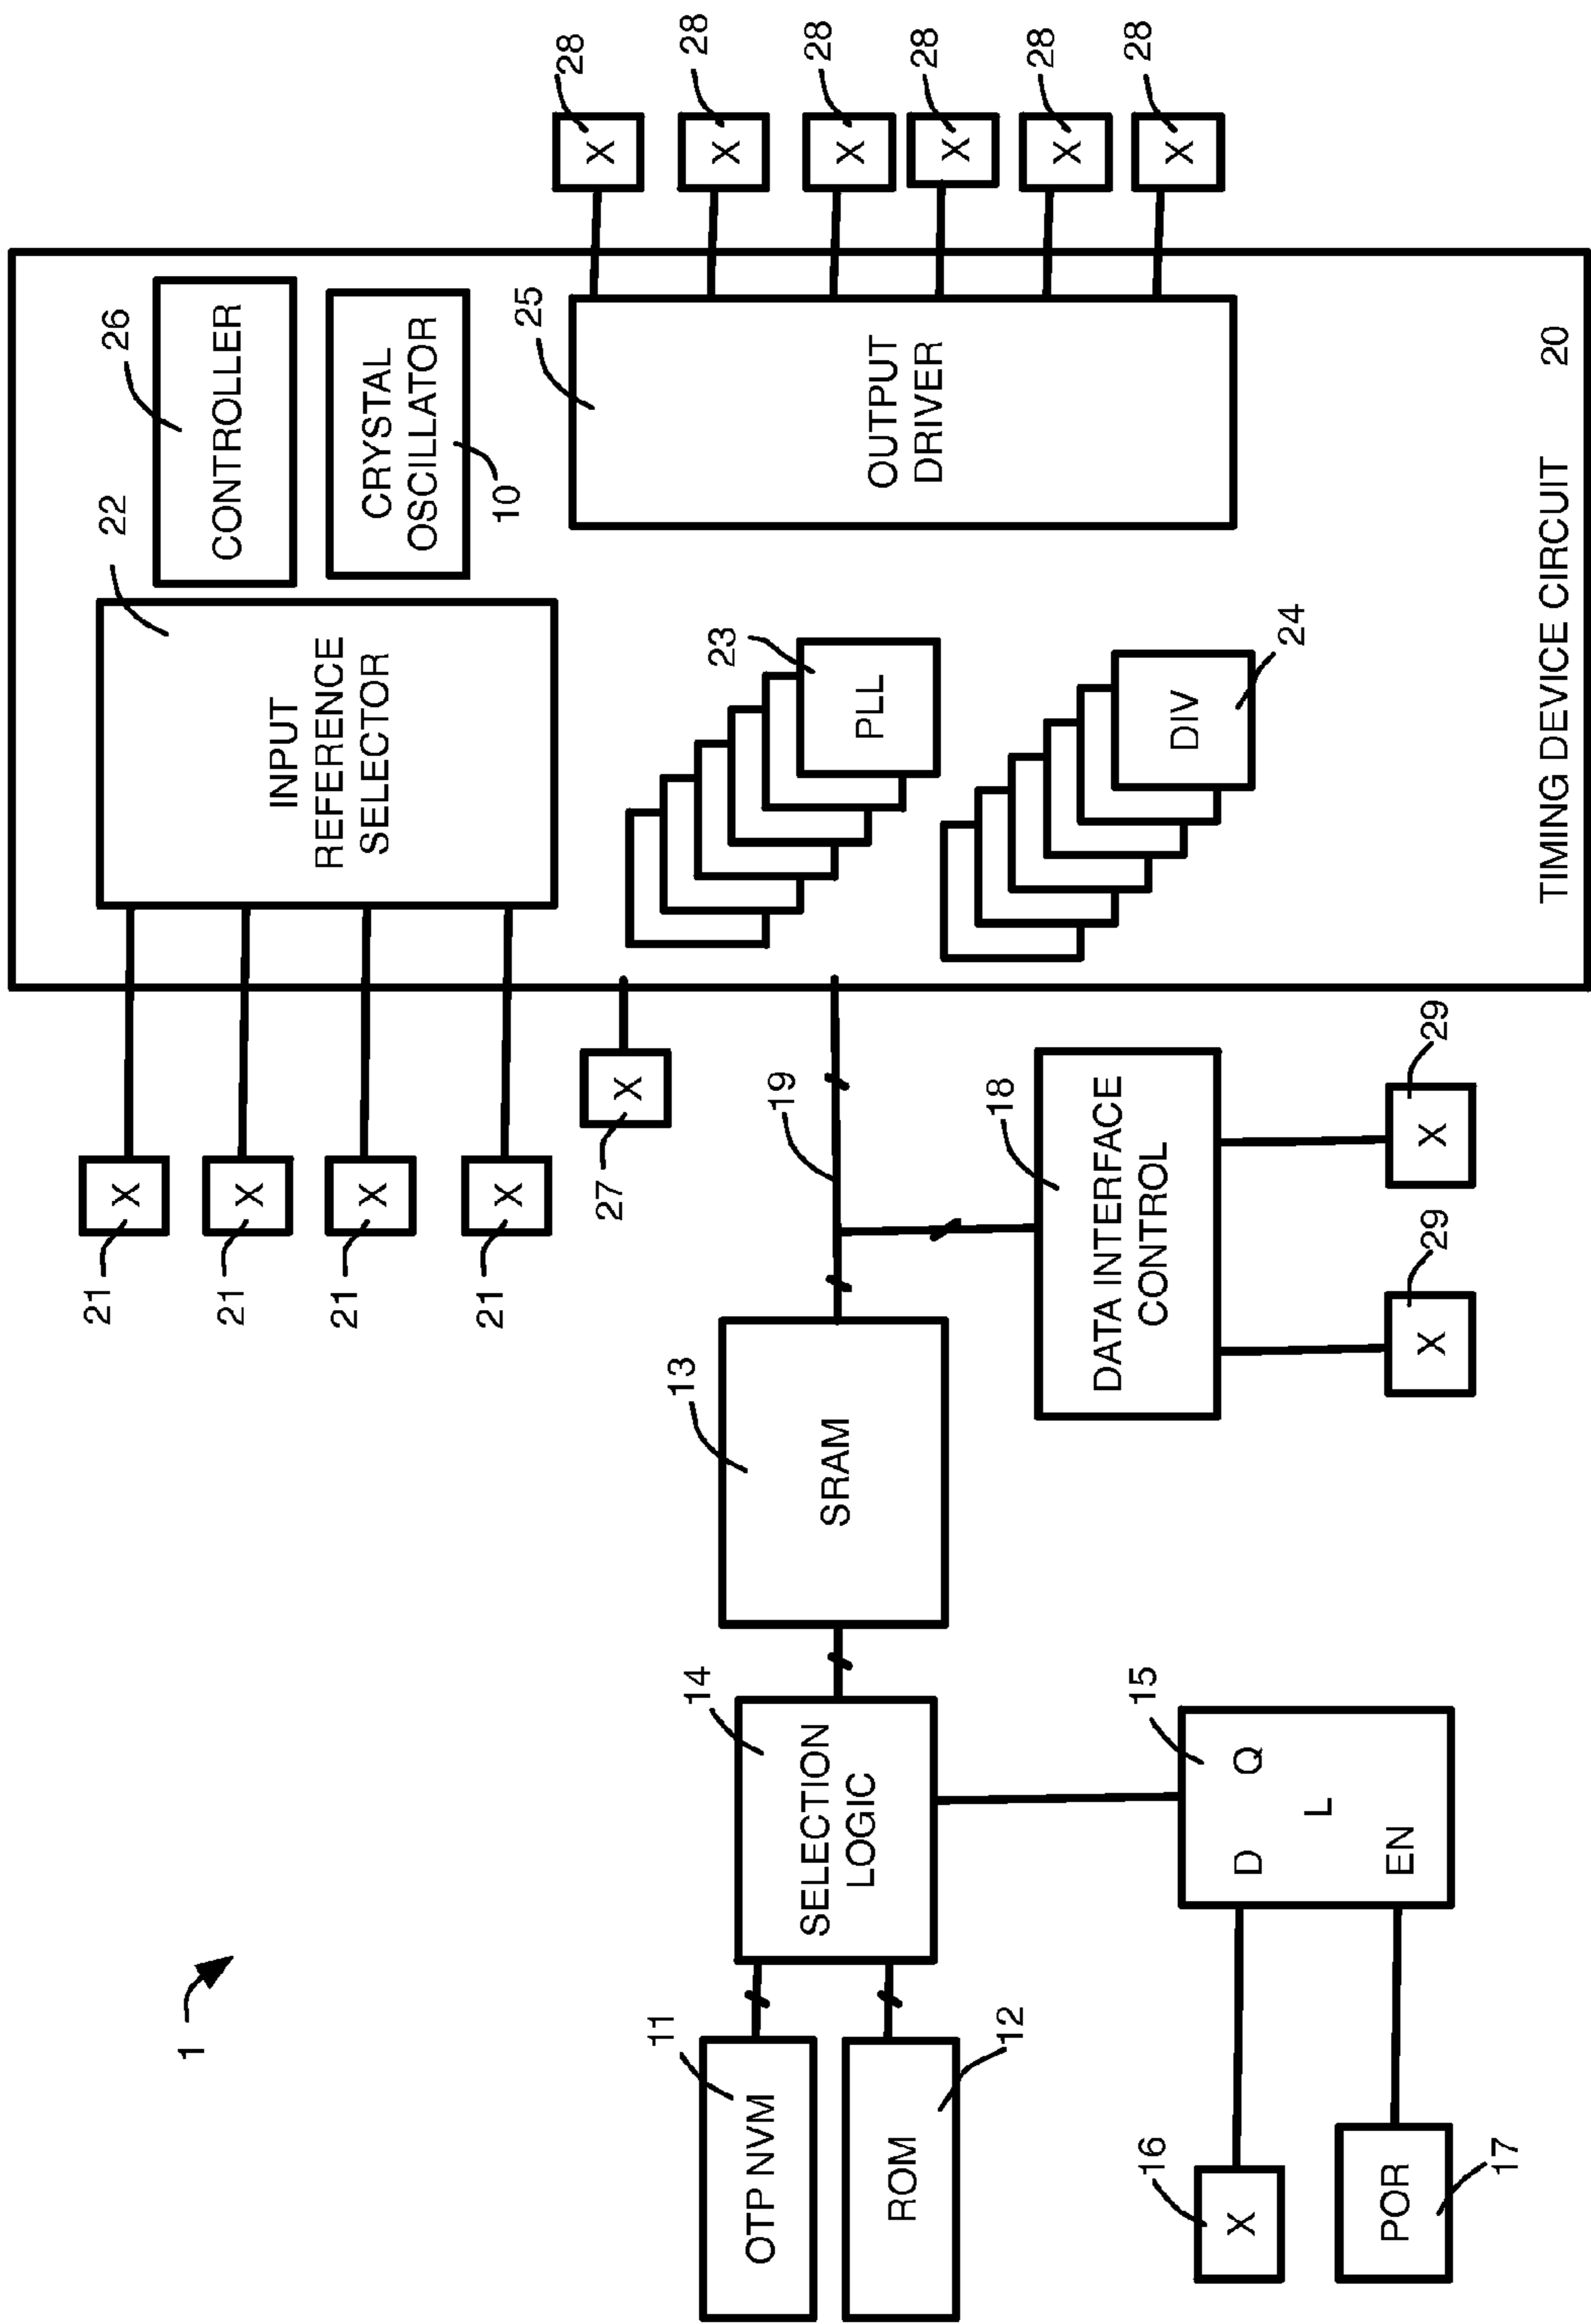 1
OTP NVM
11
ROM
12
X
16
POR
17
SELECTION
LOGIC
14
D Q
L
EN
15
SRAM
13
19
DATA INTERFACE
CONTROL
18
X
29
X
29
X
21
X
21
X
21
X
21
X
27
INPUT
REFERENCE
SELECTOR
22
CONTROLLER
26
CRYSTAL
OSCILLATOR
10
PLL
23
DIV
24
OUTPUT
DRIVER
25
X
28
X
28
X
28
X
28
X
28
X
28
TIMING DEVICE CIRCUIT 20